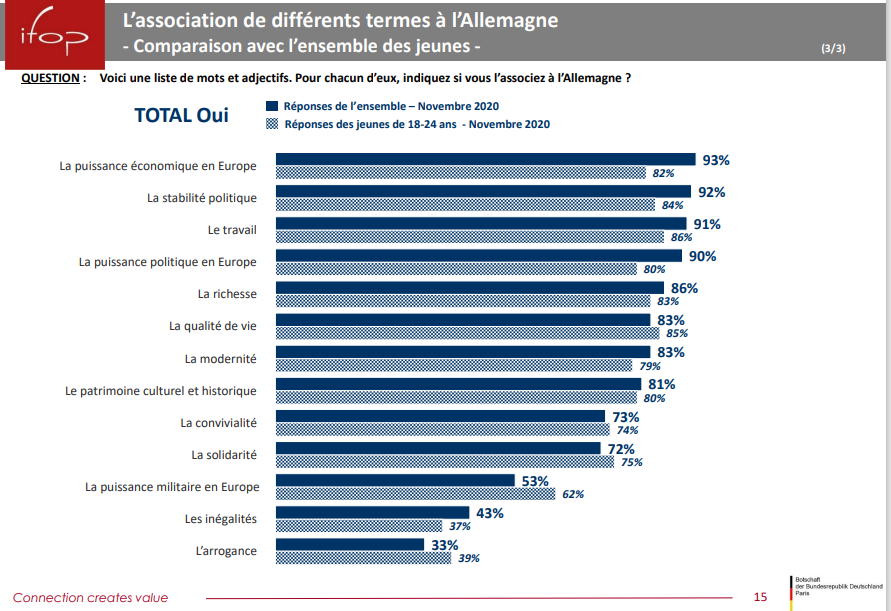 ifop
L’association de différents termes à l’Allemagne
- Comparaison avec l’ensemble des jeunes -
(3/3)
QUESTION : Voici une liste de mots et adjectifs. Pour chacun d’eux, indiquez si vous l’associez à l’Allemagne ?
TOTAL Oui
Réponses de l’ensemble – Novembre 2020
Réponses des jeunes de 18-24 ans - Novembre 2020
La puissance économique en Europe 93%
82%
La stabilité politique 92%
84%
Le travail 91%
86%
La puissance politique en Europe 90%
80%
La richesse 86%
83%
La qualité de vie 83%
85%
La modernité 83%
79%
Le patrimoine culturel et historique 81%
80%
La convivialité 73%
74%
La solidarité 72%
75%
La puissance militaire en Europe 53%
62%
Les inégalités 43%
37%
L’arrogance 33%
39%
Connection creates value
15
Botschaft
der Bundesrepublik Deutschland
Paris